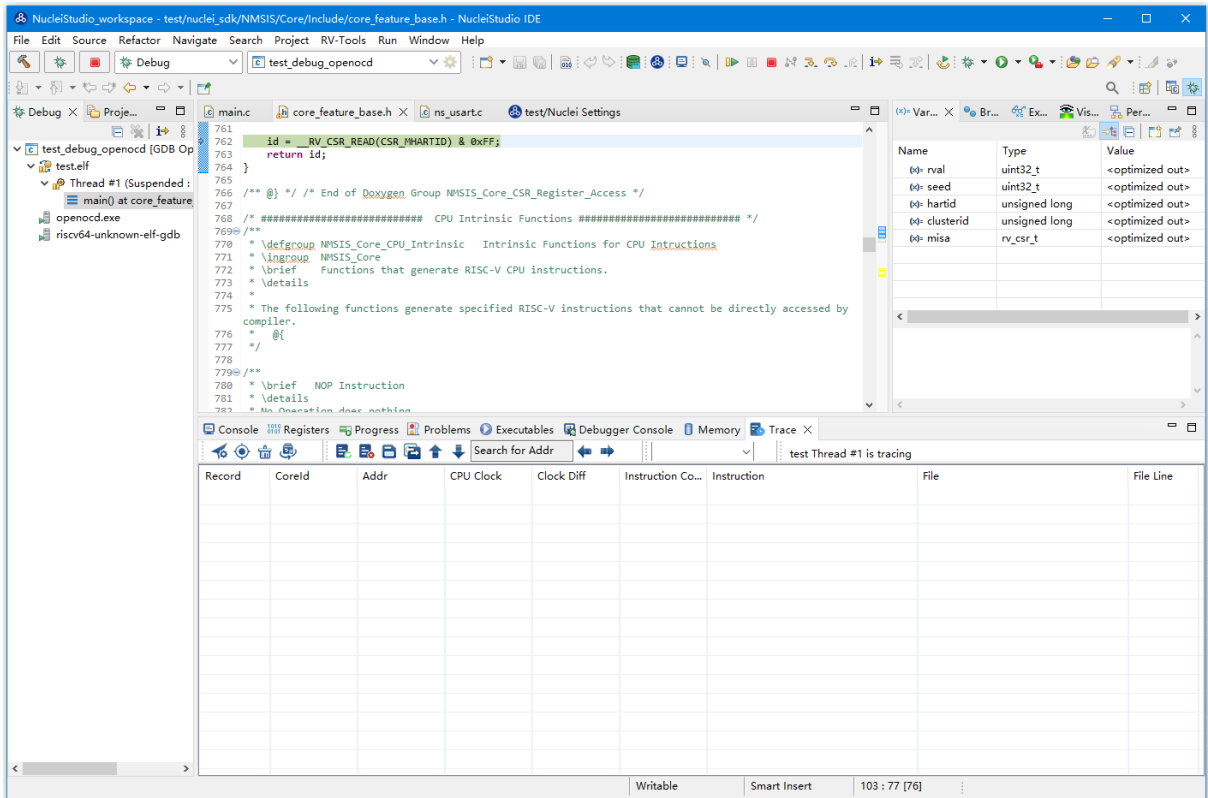 NucleiStudio_workspace - test/nuclei_sdk/NMSIS/Core/Include/core_feature_base.h - NucleiStudio IDE
File Edit Source Refactor Navigate Search Project RV-Tools Run Window Help
Debug
test_debug_openocd
Debug
Proje...
test_debug_openocd [GDB Op
test.elf
Thread #1 (Suspended :
main() at core_feature
openocd.exe
riscv64-unknown-elf-gdb
main.c
core_feature_base.h
ns_usart.c
test/Nuclei Settings
761
762 id = __RV_CSR_READ(CSR_MHARTID) & 0xFF;
763 return id;
764 }
765
766 /** @} */ /* End of Doxygen Group NMSIS_Core_CSR_Register_Access */
767
768 /* ########################### CPU Intrinsic Functions ########################### */
769 /**
770 * \defgroup NMSIS_Core_CPU_Intrinsic Intrinsic Functions for CPU Intructions
771 * \ingroup NMSIS_Core
772 * \brief Functions that generate RISC-V CPU instructions.
773 * \details
774 *
775 * The following functions generate specified RISC-V instructions that cannot be directly accessed by
compiler.
776 * @{
777 */
778
779 /**
780 * \brief NOP Instruction
781 * \details
782 * No Operation does nothing
Var...
Br...
Ex...
Vis...
Per...
Name Type Value
rval uint32_t <optimized out>
seed uint32_t <optimized out>
hartid unsigned long <optimized out>
clusterid unsigned long <optimized out>
misa rv_csr_t <optimized out>
Console Registers Progress Problems Executables Debugger Console Memory Trace
Search for Addr
test Thread #1 is tracing
Record CoreId Addr CPU Clock Clock Diff Instruction Co... Instruction File File Line
Writable Smart Insert 103 : 77 [76]